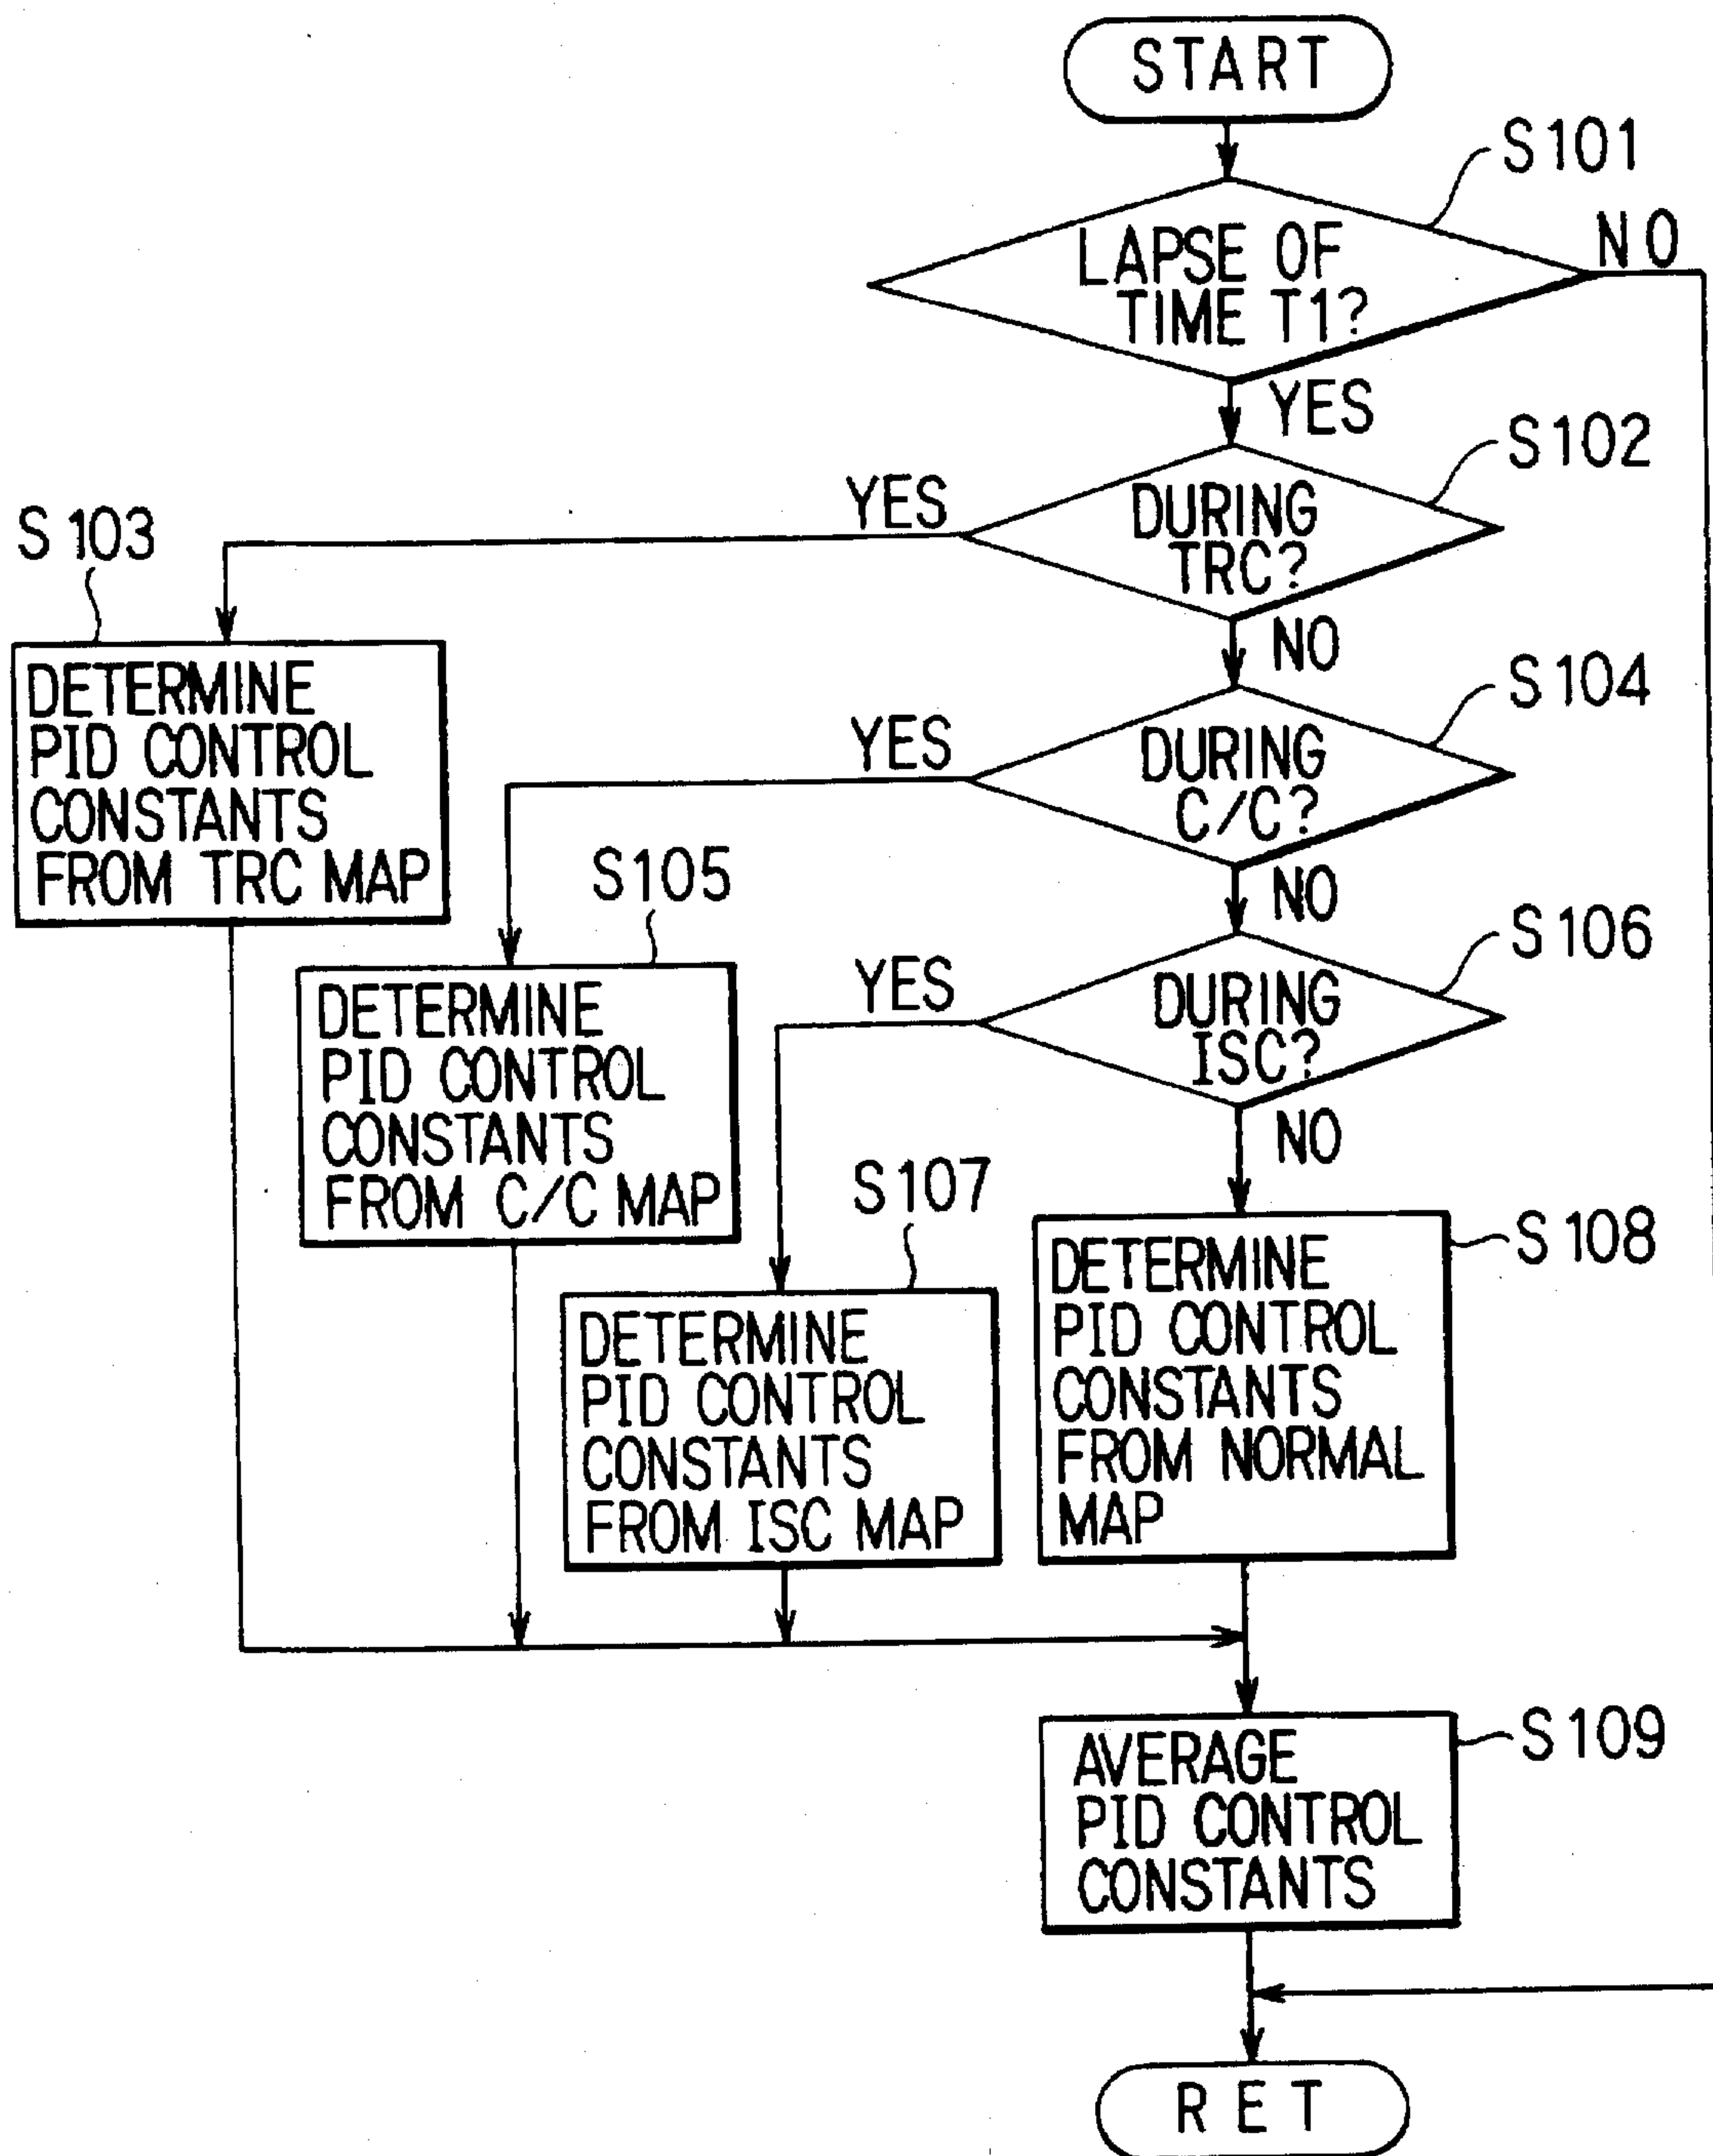 START
S101
LAPSE OF
TIME T1?
NO
YES
S102
DURING
TRC?
YES
NO
S103
DETERMINE
PID CONTROL
CONSTANTS
FROM TRC MAP
S104
DURING
C/C?
YES
NO
S105
DETERMINE
PID CONTROL
CONSTANTS
FROM C/C MAP
S106
DURING
ISC?
YES
NO
S107
DETERMINE
PID CONTROL
CONSTANTS
FROM ISC MAP
S108
DETERMINE
PID CONTROL
CONSTANTS
FROM NORMAL
MAP
S109
AVERAGE
PID CONTROL
CONSTANTS
RET